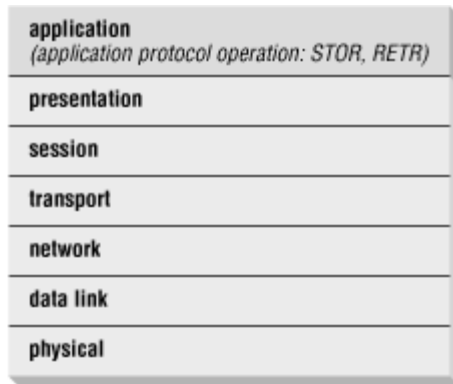 application
(application protocol operation: STOR, RETR)
presentation
session
transport
network
data link
physical